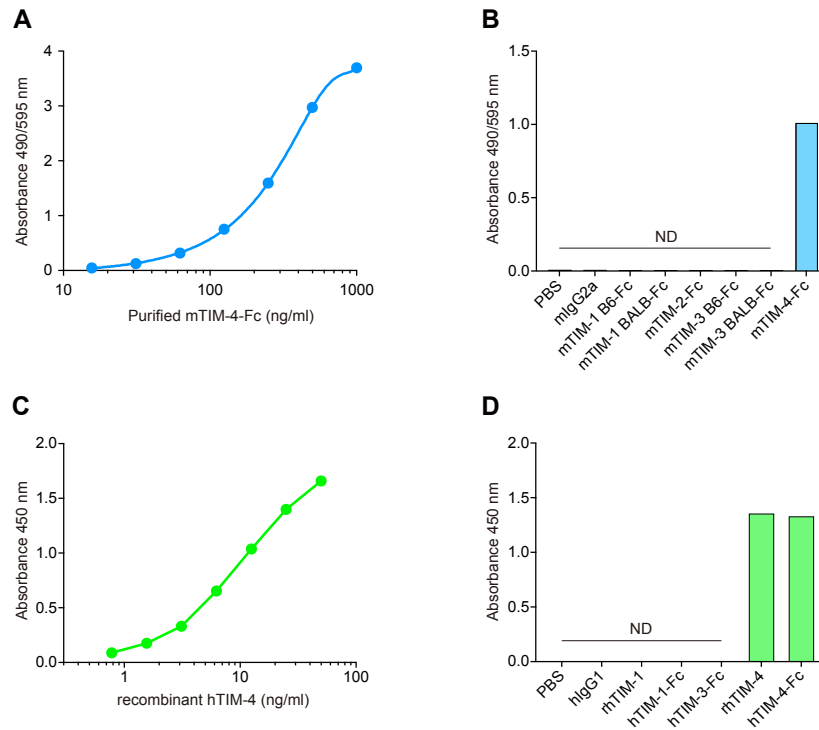 A
Absorbance 490/595 nm
4
3
2
1
0
10
100
1000
Purified mTIM-4-Fc (ng/ml)
B
Absorbance 490/595 nm
1.5
1.0
0.5
0.0
ND
PBS
mIgG2a
mTIM-1 B6-Fc
mTIM-1 BALB-Fc
mTIM-2-Fc
mTIM-3 B6-Fc
mTIM-3 BALB-Fc
mTIM-4-Fc
C
Absorbance 450 nm
2.0
1.5
1.0
0.5
0.0
1
10
100
recombinant hTIM-4 (ng/ml)
D
Absorbance 450 nm
2.0
1.5
1.0
0.5
0.0
ND
PBS
hIgG1
rhTIM-1
hTIM-1-Fc
hTIM-3-Fc
rhTIM-4
hTIM-4-Fc